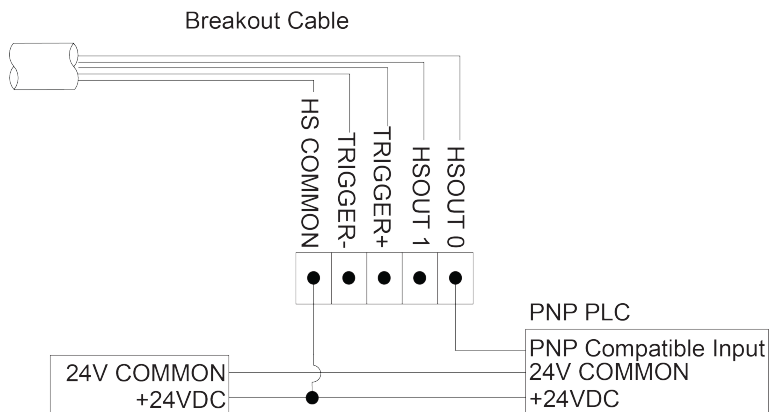 Breakout Cable
HS COMMON
TRIGGER-
TRIGGER+
HSOUT 1
HSOUT 0
PNP PLC
PNP Compatible Input
24V COMMON
24V COMMON
+24VDC
+24VDC